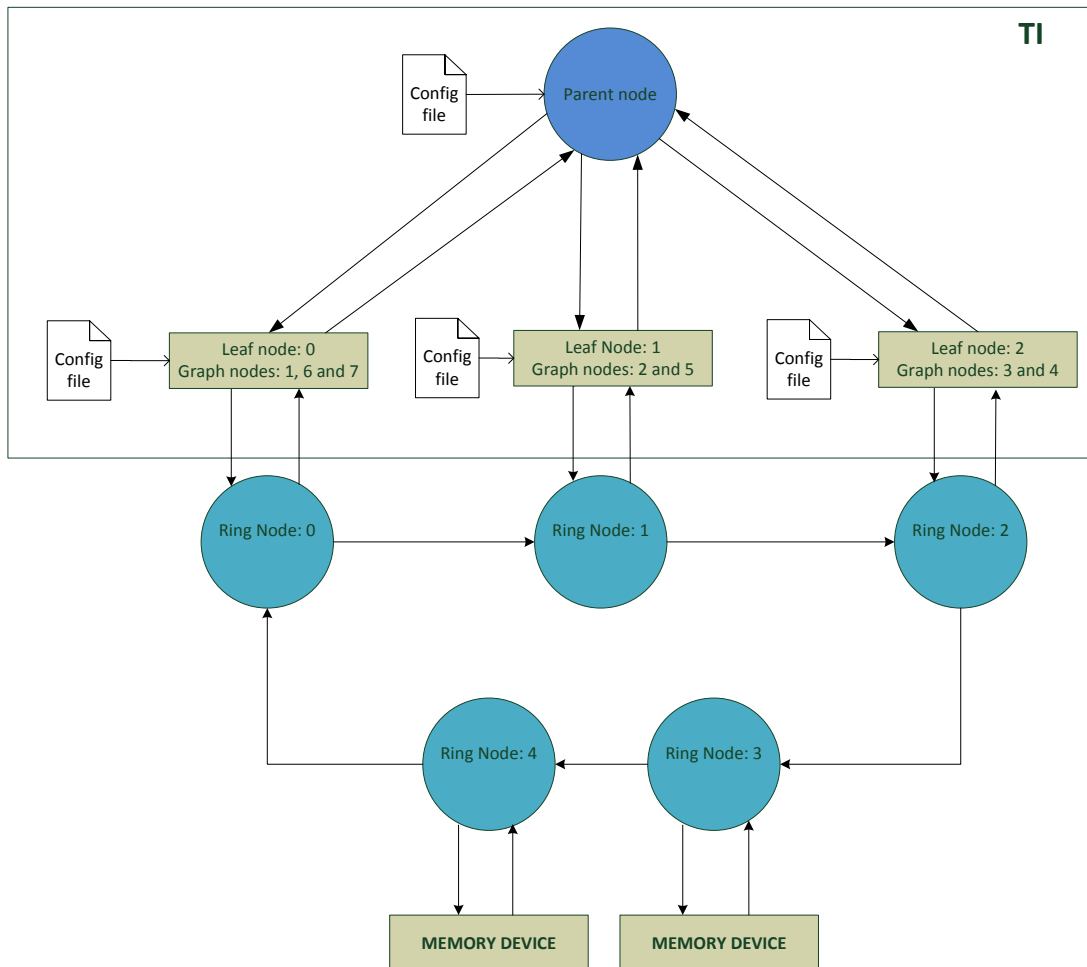 TI
Config
file
Parent node
Config
file
Leaf node: 0
Graph nodes: 1, 6 and 7
Config
file
Leaf Node: 1
Graph nodes: 2 and 5
Config
file
Leaf node: 2
Graph nodes: 3 and 4
Ring Node: 0
Ring Node: 1
Ring Node: 2
Ring Node: 4
Ring Node: 3
MEMORY DEVICE
MEMORY DEVICE